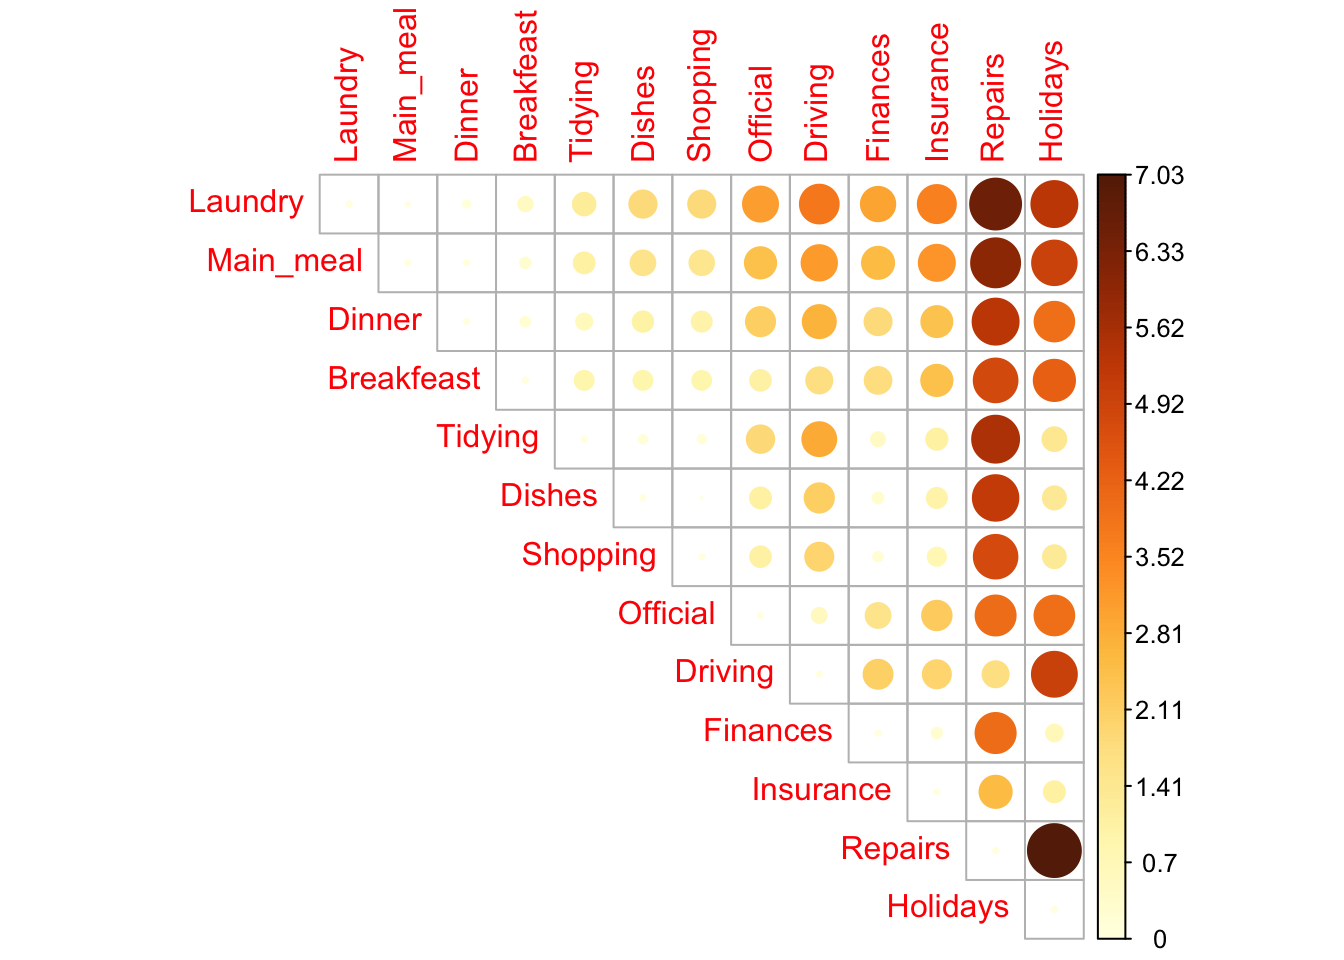 Laundry
Main_meal
Dinner
Breakfeast
Tidying
Dishes
Shopping
Official
Driving
Finances
Insurance
Repairs
Holidays
Laundry
Main_meal
Dinner
Breakfeast
Tidying
Dishes
Shopping
Official
Driving
Finances
Insurance
Repairs
Holidays
7.03
6.33
5.62
4.92
4.22
3.52
2.81
2.11
1.41
0.7
0